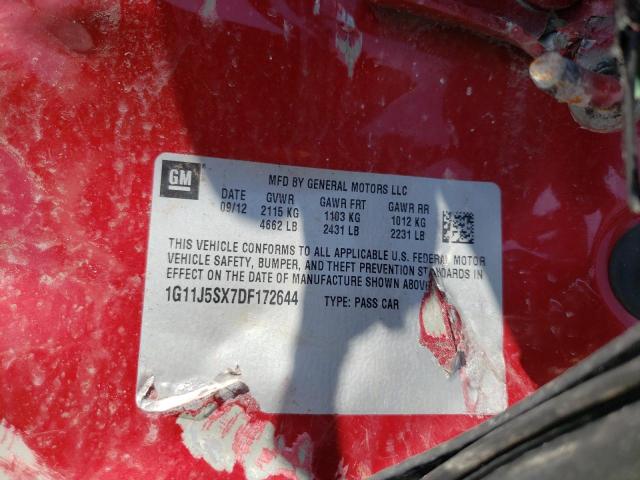 GM
MFD BY GENERAL MOTORS LLC
DATE GVWR GAWR FRT GAWR RR
09/12 2115 KG 1103 KG 1012 KG
4662 LB 2431 LB 2231 LB
THIS VEHICLE CONFORMS TO ALL APPLICABLE U.S. FEDERAL MOTOR
VEHICLE SAFETY, BUMPER, AND THEFT PREVENTION STANDARDS IN
EFFECT ON THE DATE OF MANUFACTURE SHOWN ABOVE
1G11J5SX7DF172644 TYPE: PASS CAR